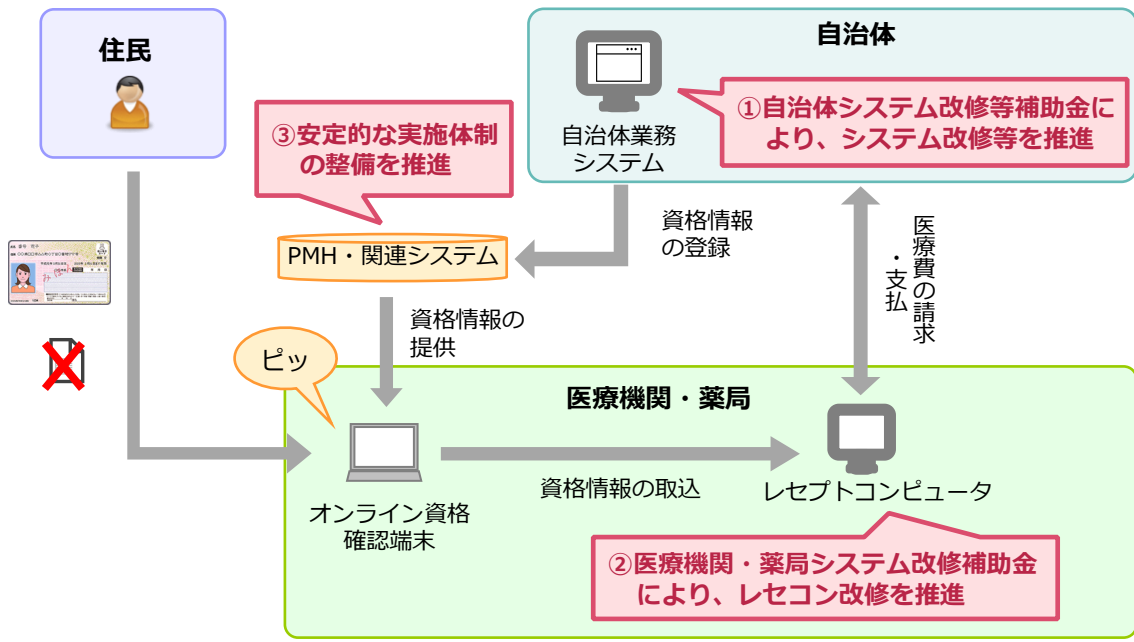 住民
自治体
自治体業務
システム
①自治体システム改修等補助金に
より、システム改修等を推進
③安定的な実施体制
の整備を推進
資格情報
の登録
PMH・関連システム
医療費の請求
・支払
資格情報の
提供
ピッ
医療機関・薬局
オンライン資格
確認端末
資格情報の取込
レセプトコンピュータ
②医療機関・薬局システム改修補助金
により、レセコン改修を推進